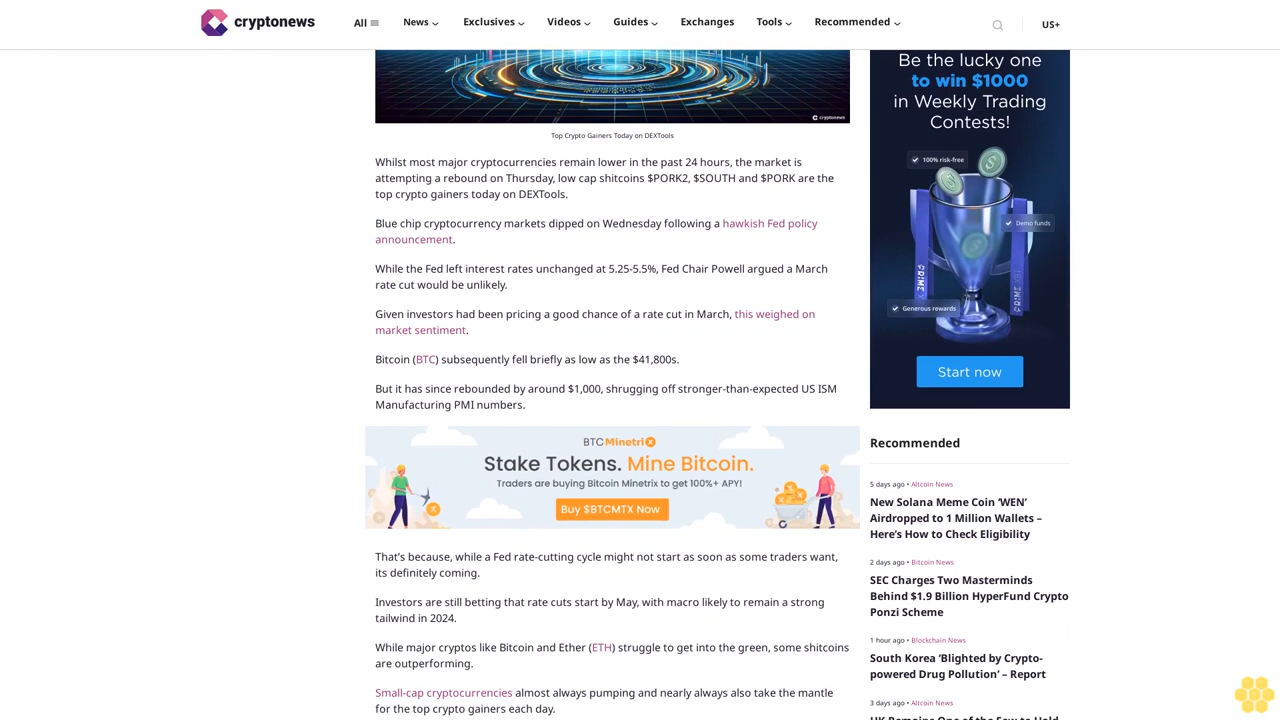 cryptonews
All
News
Exclusives
Videos
Guides
Exchanges
Tools
Recommended
US+
cryptonews
Top Crypto Gainers Today on DEXTools
Whilst most major cryptocurrencies remain lower in the past 24 hours, the market is
attempting a rebound on Thursday, low cap shitcoins $PORK2, $SOUTH and $PORK are the
top crypto gainers today on DEXTools.
Blue chip cryptocurrency markets dipped on Wednesday following a hawkish Fed policy
announcement.
While the Fed left interest rates unchanged at 5.25-5.5%, Fed Chair Powell argued a March
rate cut would be unlikely.
Given investors had been pricing a good chance of a rate cut in March, this weighed on
market sentiment.
Bitcoin (BTC) subsequently fell briefly as low as the $41,800s.
But it has since rebounded by around $1,000, shrugging off stronger-than-expected US ISM
Manufacturing PMI numbers.
BTCMinetrix
Stake Tokens. Mine Bitcoin.
Traders are buying Bitcoin Minetrix to get 100%+ APY!
Buy $BTCMTX Now
That's because, while a Fed rate-cutting cycle might not start as soon as some traders want,
its definitely coming.
Investors are still betting that rate cuts start by May, with macro likely to remain a strong
tailwind in 2024.
While major cryptos like Bitcoin and Ether (ETH) struggle to get into the green, some shitcoins
are outperforming.
Small-cap cryptocurrencies almost always pumping and nearly always also take the mantle
for the top crypto gainers each day.
Be the lucky one
to win $1000
in Weekly Trading
Contests!
100% risk-free
Demo funds
Generous rewards
Start now
Recommended
5 days ago • Altcoin News
New Solana Meme Coin ‘WEN’
Airdropped to 1 Million Wallets –
Here’s How to Check Eligibility
2 days ago • Bitcoin News
SEC Charges Two Masterminds
Behind $1.9 Billion HyperFund Crypto
Ponzi Scheme
1 hour ago • Blockchain News
South Korea ‘Blighted by Crypto-
powered Drug Pollution’ – Report
3 days ago • Altcoin News
UK Remains One of the Few to Hold